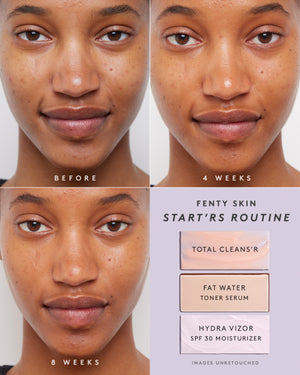 BEFORE
4 WEEKS
8 WEEKS
FENTY SKIN
START'RS ROUTINE
TOTAL CLEANS'R
FAT WATER
TONER SERUM
HYDRA VIZOR
SPF 30 MOISTURIZER
IMAGES UNRETOUCHED